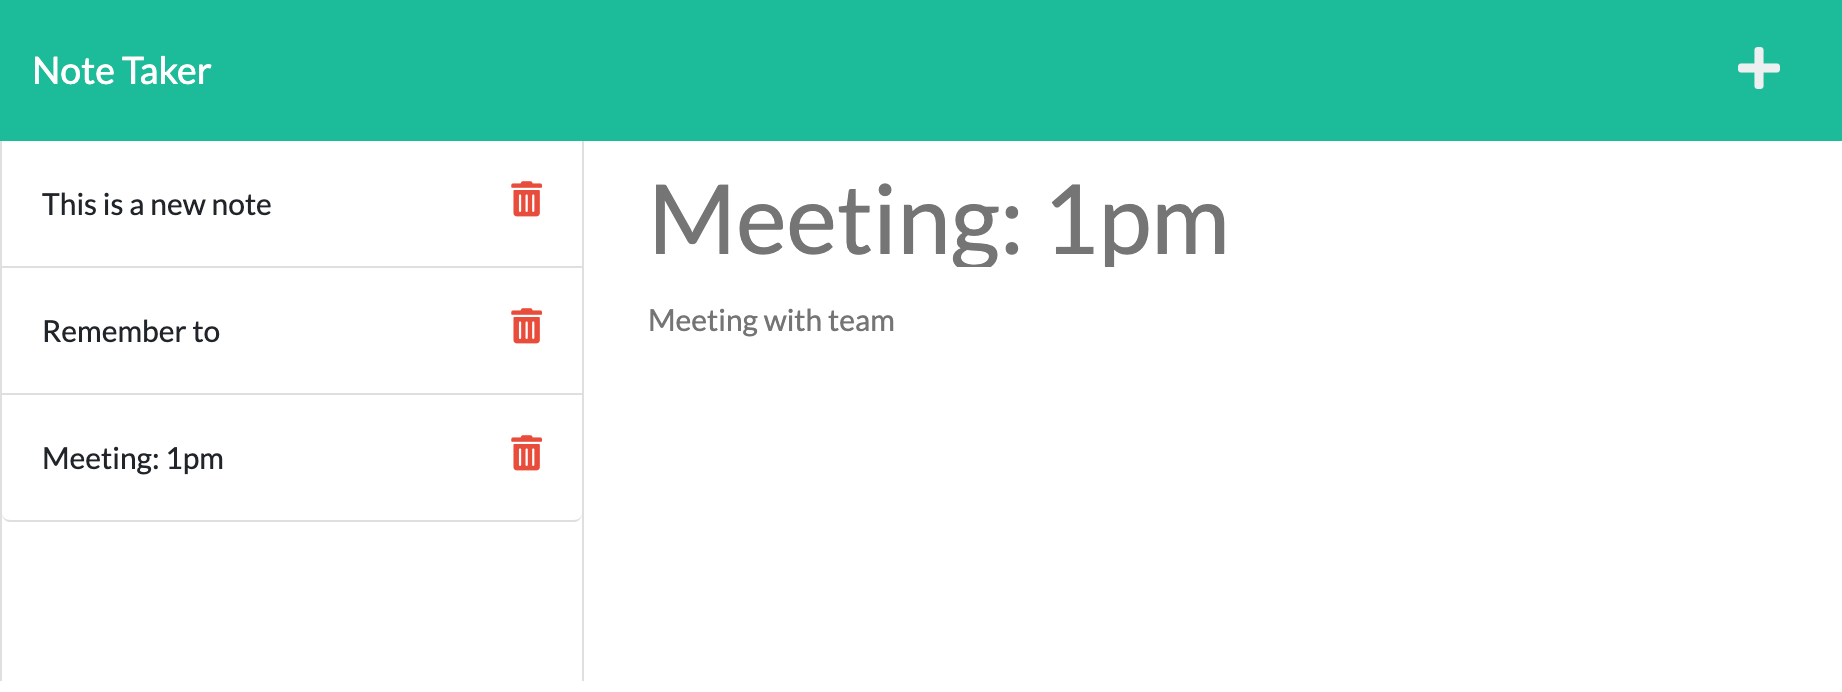 Note Taker
This is a new note
Remember to
Meeting: 1pm
Meeting: 1pm
Meeting with team